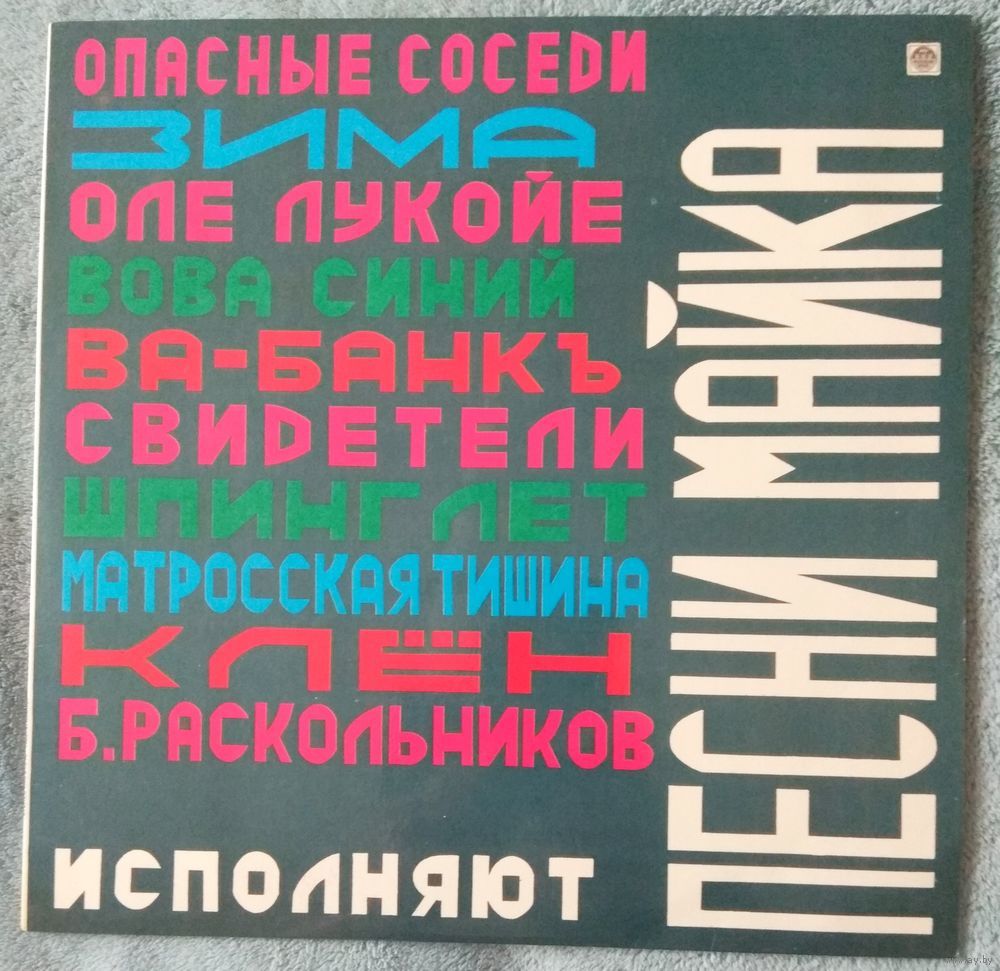 ОПАСНЫЕ СОСЕДИ
ЗИМА
ОЛЕ ЛУКОЙЕ
ВОВА СИНИЙ
ВА-БАНКЪ
СВИДЕТЕЛИ
ШПИНГЛЕТ
МАТРОССКАЯ ТИШИНА
КЛЁН
Б.РАСКОЛЬНИКОВ
ИСПОЛНЯЮТ
ПЕСНИ МАЙКА